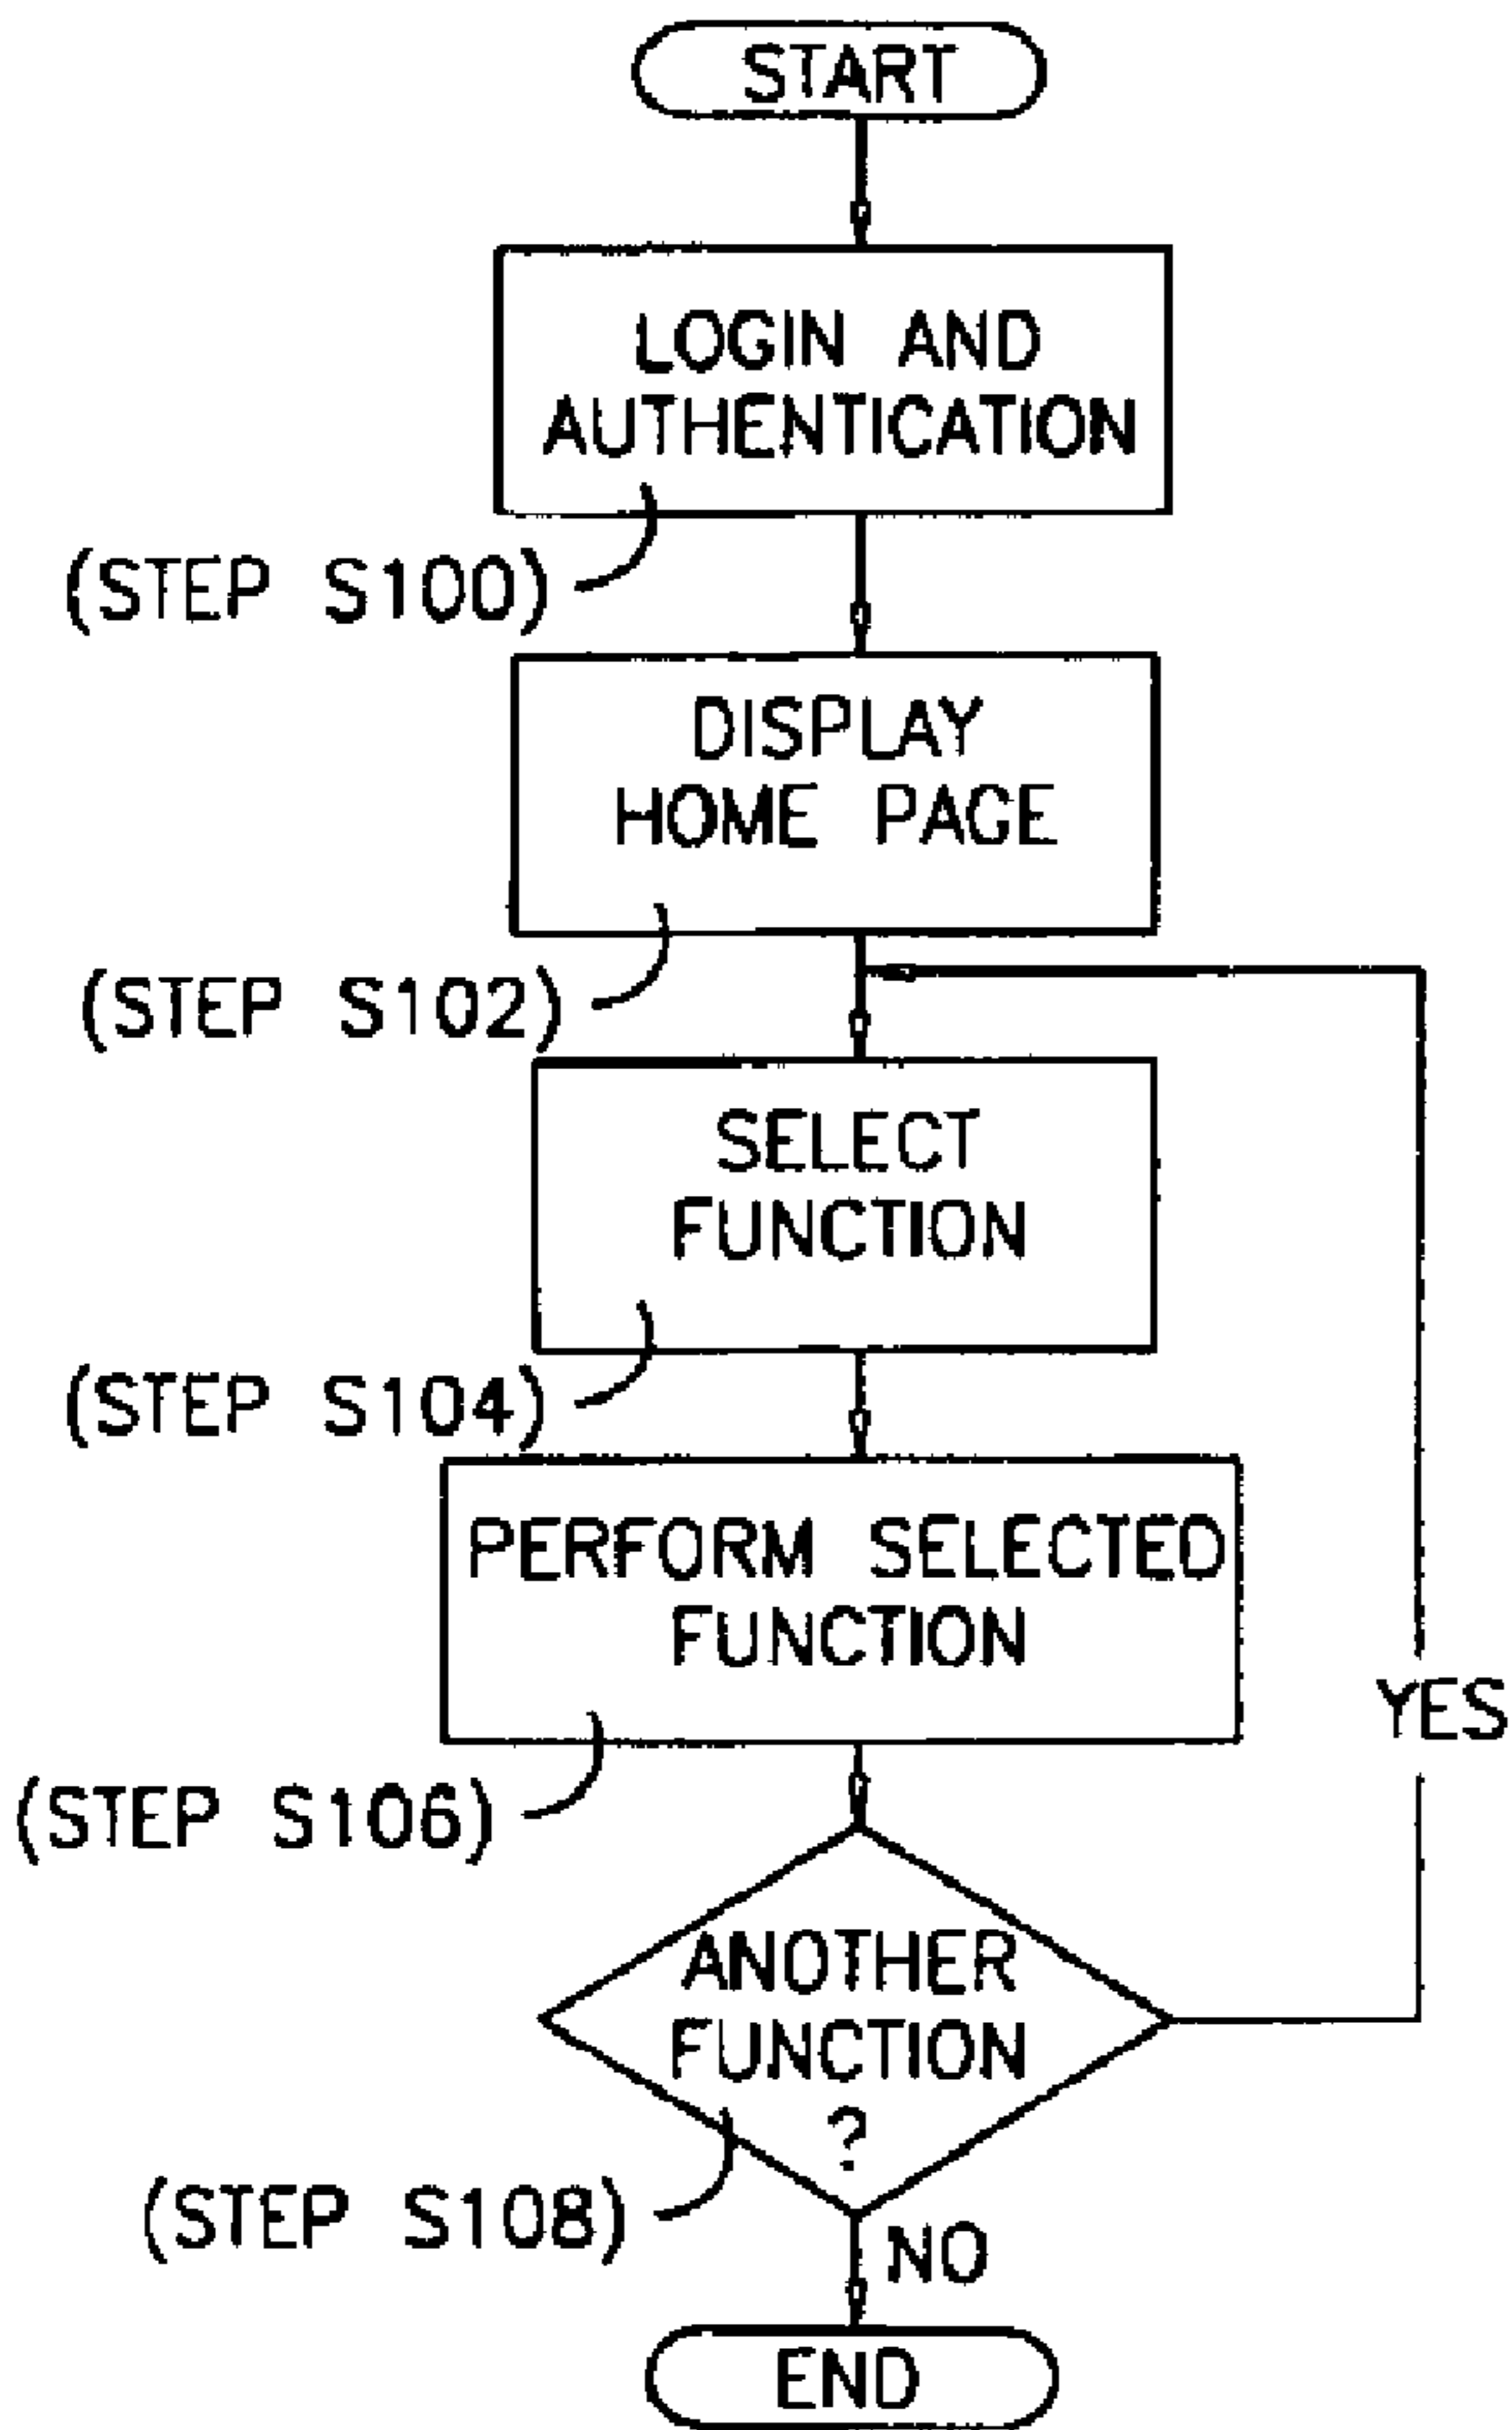 START
LOGIN AND
AUTHENTICATION
(STEP S100)
DISPLAY
HOME PAGE
(STEP S102)
SELECT
FUNCTION
(STEP S104)
PERFORM SELECTED
FUNCTION
YES
(STEP S106)
ANOTHER
FUNCTION
?
(STEP S108)
NO
END